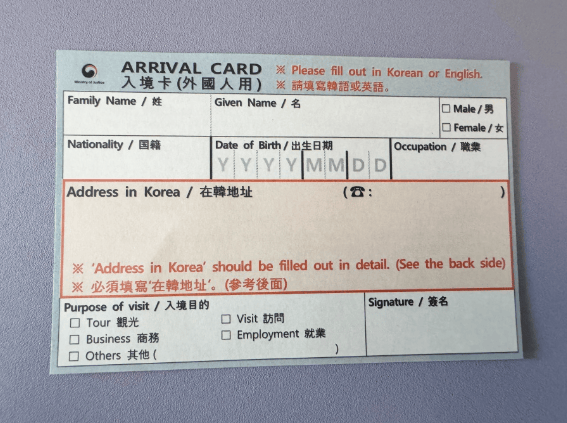 Ministry of Justice
ARRIVAL CARD
入境卡(外國人用)
※ Please fill out in Korean or English.
※ 請填寫韓語或英語。
Family Name / 姓
Given Name / 名
□ Male / 男
□ Female / 女
Nationality / 国籍
Date of Birth / 出生日期
Y Y Y Y M M D D
Occupation / 職業
Address in Korea / 在韓地址 (☎: )
※ 'Address in Korea' should be filled out in detail. (See the back side)
※ 必須填寫'在韓地址'。(參考後面)
Purpose of visit / 入境目的
□ Tour 觀光
□ Visit 訪問
□ Business 商務
□ Employment 就業
□ Others 其他 ( )
Signature / 簽名